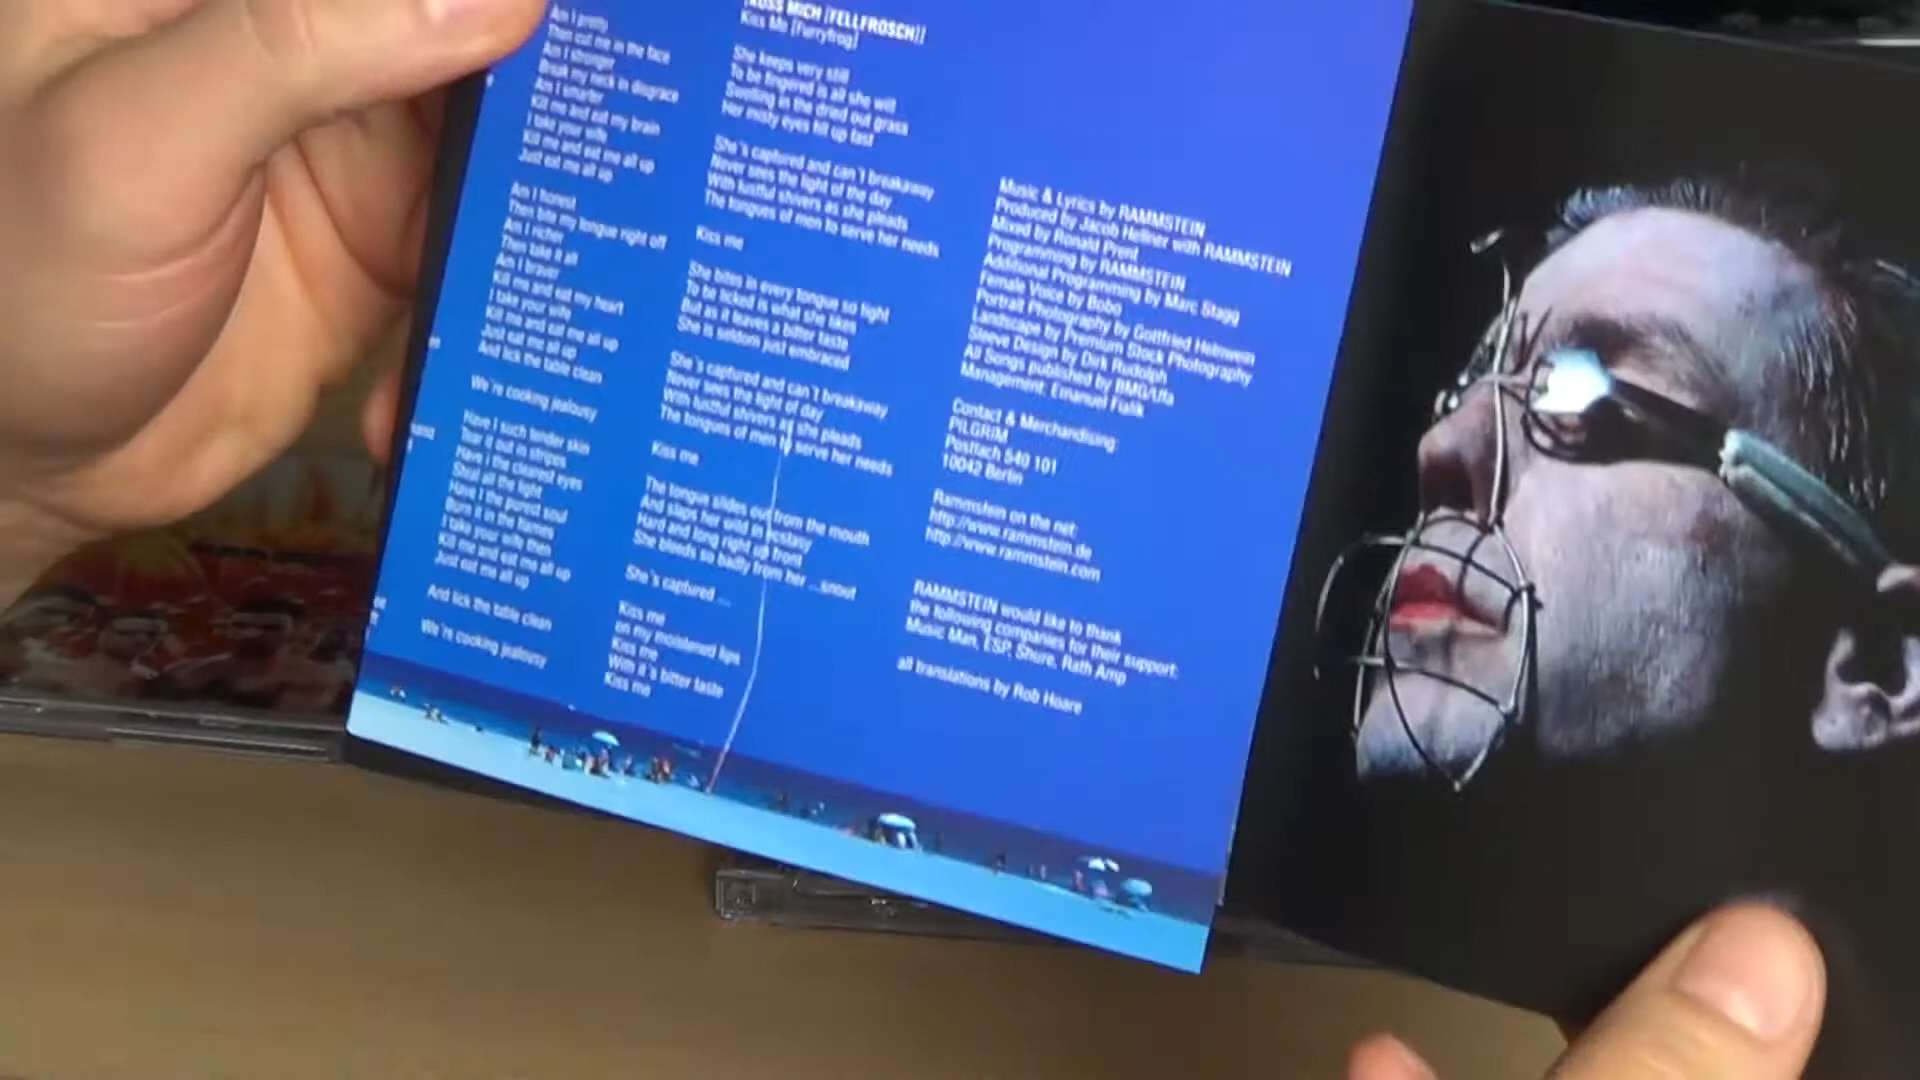 Am I pretty
Then cut me in the face
Am I stronger
Break my neck in disgrace
Am I smarter
Kill me and eat my brain
I take your wife
Kill me and eat me all up
Just eat me all up
Am I honest
Then bite my tongue right off
Am I richer
Then take it all
Am I braver
Kill me and eat my heart
I take your wife
Kill me and eat me all up
Just eat me all up
And lick the table clean
We´re cooking jealousy
Have I such tender skin
Tear it out in stripes
Have I the clearest eyes
Steal all the light
Have I the purest soul
Burn it in the flames
I take your wife then
Kill me and eat me all up
Just eat me all up
And lick the table clean
We´re cooking jealousy
[KÜSS MICH [FELLFROSCH]]
Kiss Me [Furryfrog]
She keeps very still
To be fingered is all she will
Swelling in the dried out grass
Her misty eyes fill up fast
She´s captured and can´t breakaway
Never sees the light of the day
With lustful shivers as she pleads
The tongues of men to serve her needs
Kiss me
She bites in every tongue so tight
To be licked is what she likes
But as it leaves a bitter taste
She is seldom just embraced
She´s captured and can´t breakaway
Never sees the light of day
With lustful shivers as she pleads
The tongues of men to serve her needs
Kiss me
The tongue slides out from the mouth
And slaps her wild in ecstasy
Hard and long right up front
She bleeds so badly from her ...snout
She´s captured ...
Kiss me
on my moistened lips
Kiss me
With it´s bitter taste
Kiss me
Music & Lyrics by RAMMSTEIN
Produced by Jacob Hellner with RAMMSTEIN
Mixed by Ronald Prent
Programming by RAMMSTEIN
Additional Programming by Marc Stagg
Female Voice by Bobo
Portrait Photography by Gottfried Helnwein
Landscape by Premium Stock Photography
Sleeve Design by Dirk Rudolph
All Songs published by BMG/Ufa
Management: Emanuel Fialik
Contact & Merchandising:
PILGRIM
Postfach 540 101
10042 Berlin
Rammstein on the net:
http://www.rammstein.de
http://www.rammstein.com
RAMMSTEIN would like to thank
the following companies for their support:
Music Man, ESP, Shure, Rath Amp
all translations by Rob Hoare